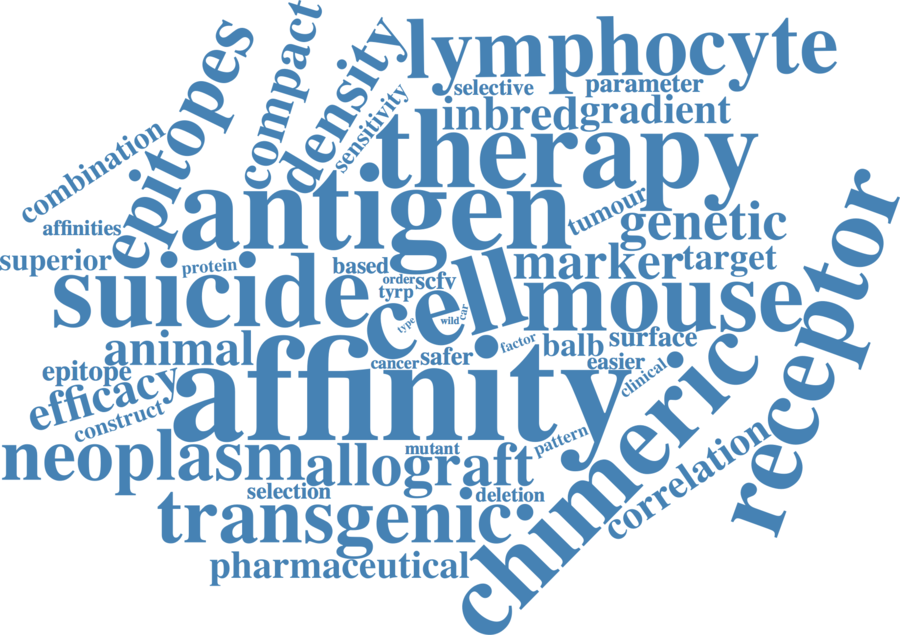 lymphocyte
compact
density
epitopes
selective
parameter
sensitivity
inbred
gradient
combination
therapy
antigen
tumour
genetic
affinities
receptor
superior
protein
based
marker
target
suicide
order
scfv
tyrp
cell
mouse
type
wild
car
factor
balb
surface
animal
cancer
safer
easier
epitope
affinity
clinical
efficacy
construct
chimeric
pattern
correlation
neoplasm
mutant
allograft
selection
deletion
transgenic
pharmaceutical